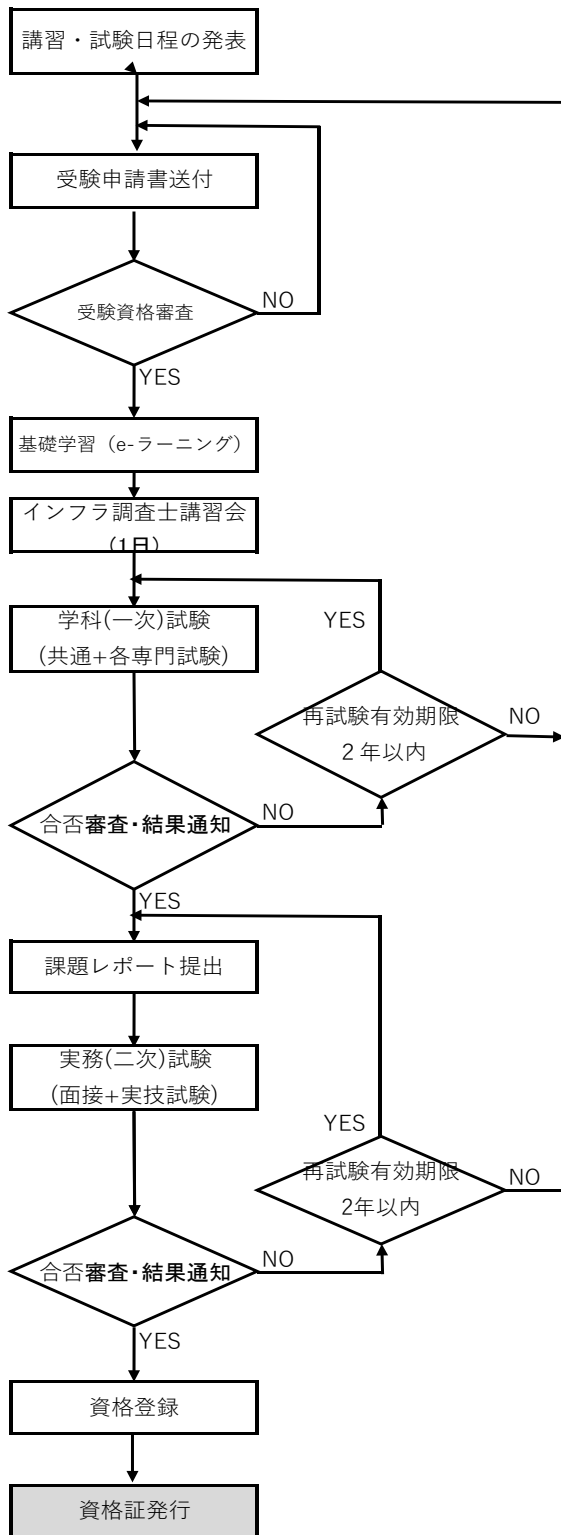 講習・試験日程の発表
受験申請書送付
受験資格審査
NO
YES
基礎学習（e-ラーニング）
インフラ調査士講習会
(1日)
学科(一次)試験
(共通+各専門試験)
YES
再試験有効期限
２年以内
NO
合否審査・結果通知
NO
YES
課題レポート提出
実務(二次)試験
(面接+実技試験)
YES
再試験有効期限
2年以内
NO
合否審査・結果通知
NO
YES
資格登録
資格証発行